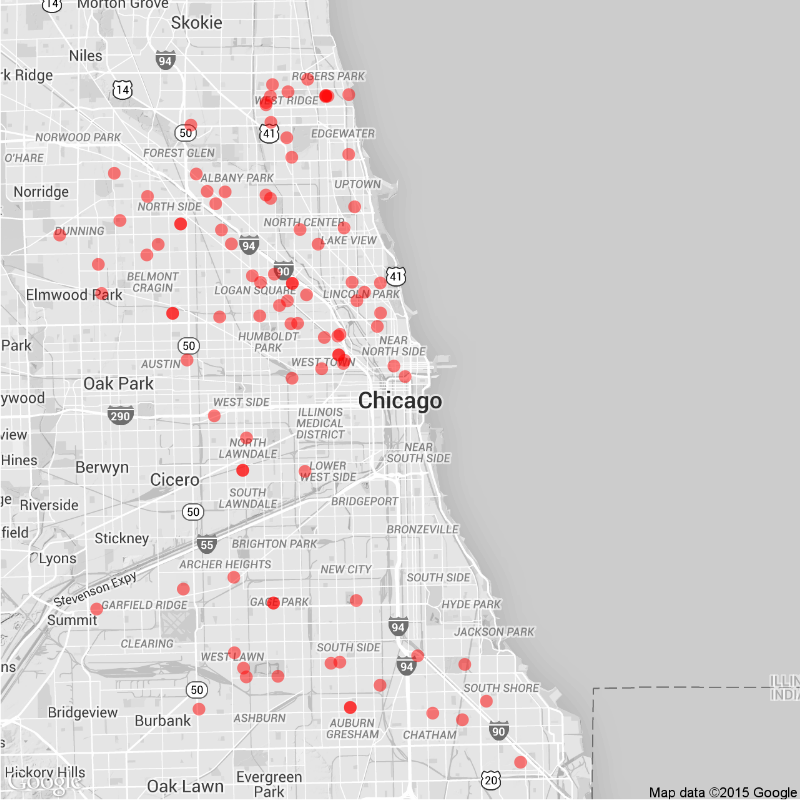 14
Morton Grove
Skokie
Niles
94
rk Ridge
ROGERS PARK
14
WEST RIDGE
NORWOOD PARK
50
41
EDGEWATER
O'HARE
FOREST GLEN
ALBANY PARK
UPTOWN
Norridge
NORTH SIDE
DUNNING
NORTH CENTER
94
LAKE VIEW
90
41
BELMONT
CRAGIN
LOGAN SQUARE
LINCOLN PARK
Elmwood Park
HUMBOLDT
PARK
Park
50
NEAR
NORTH SIDE
AUSTIN
WEST TOWN
Oak Park
ywood
Chicago
290
WEST SIDE
ILLINOIS
MEDICAL
DISTRICT
view
Hines
NORTH
LAWNDALE
NEAR
SOUTH SIDE
Berwyn
LOWER
WEST SIDE
Cicero
SOUTH
LAWNDALE
BRIDGEPORT
ge
Riverside
50
field
Stickney
55
BRIGHTON PARK
BRONZEVILLE
Lyons
ARCHER HEIGHTS
NEW CITY
SOUTH SIDE
Stevenson Expy
GARFIELD RIDGE
GAGE PARK
HYDE PARK
Summit
94
JACKSON PARK
CLEARING
WEST LAWN
SOUTH SIDE
94
ns
50
SOUTH SHORE
ILLIN
INDIA
Bridgeview
Burbank
ASHBURN
AUBURN
GRESHAM
CHATHAM
90
s
Hickory Hills
Google
Oak Lawn
Evergreen
Park
20
Map data ©2015 Google